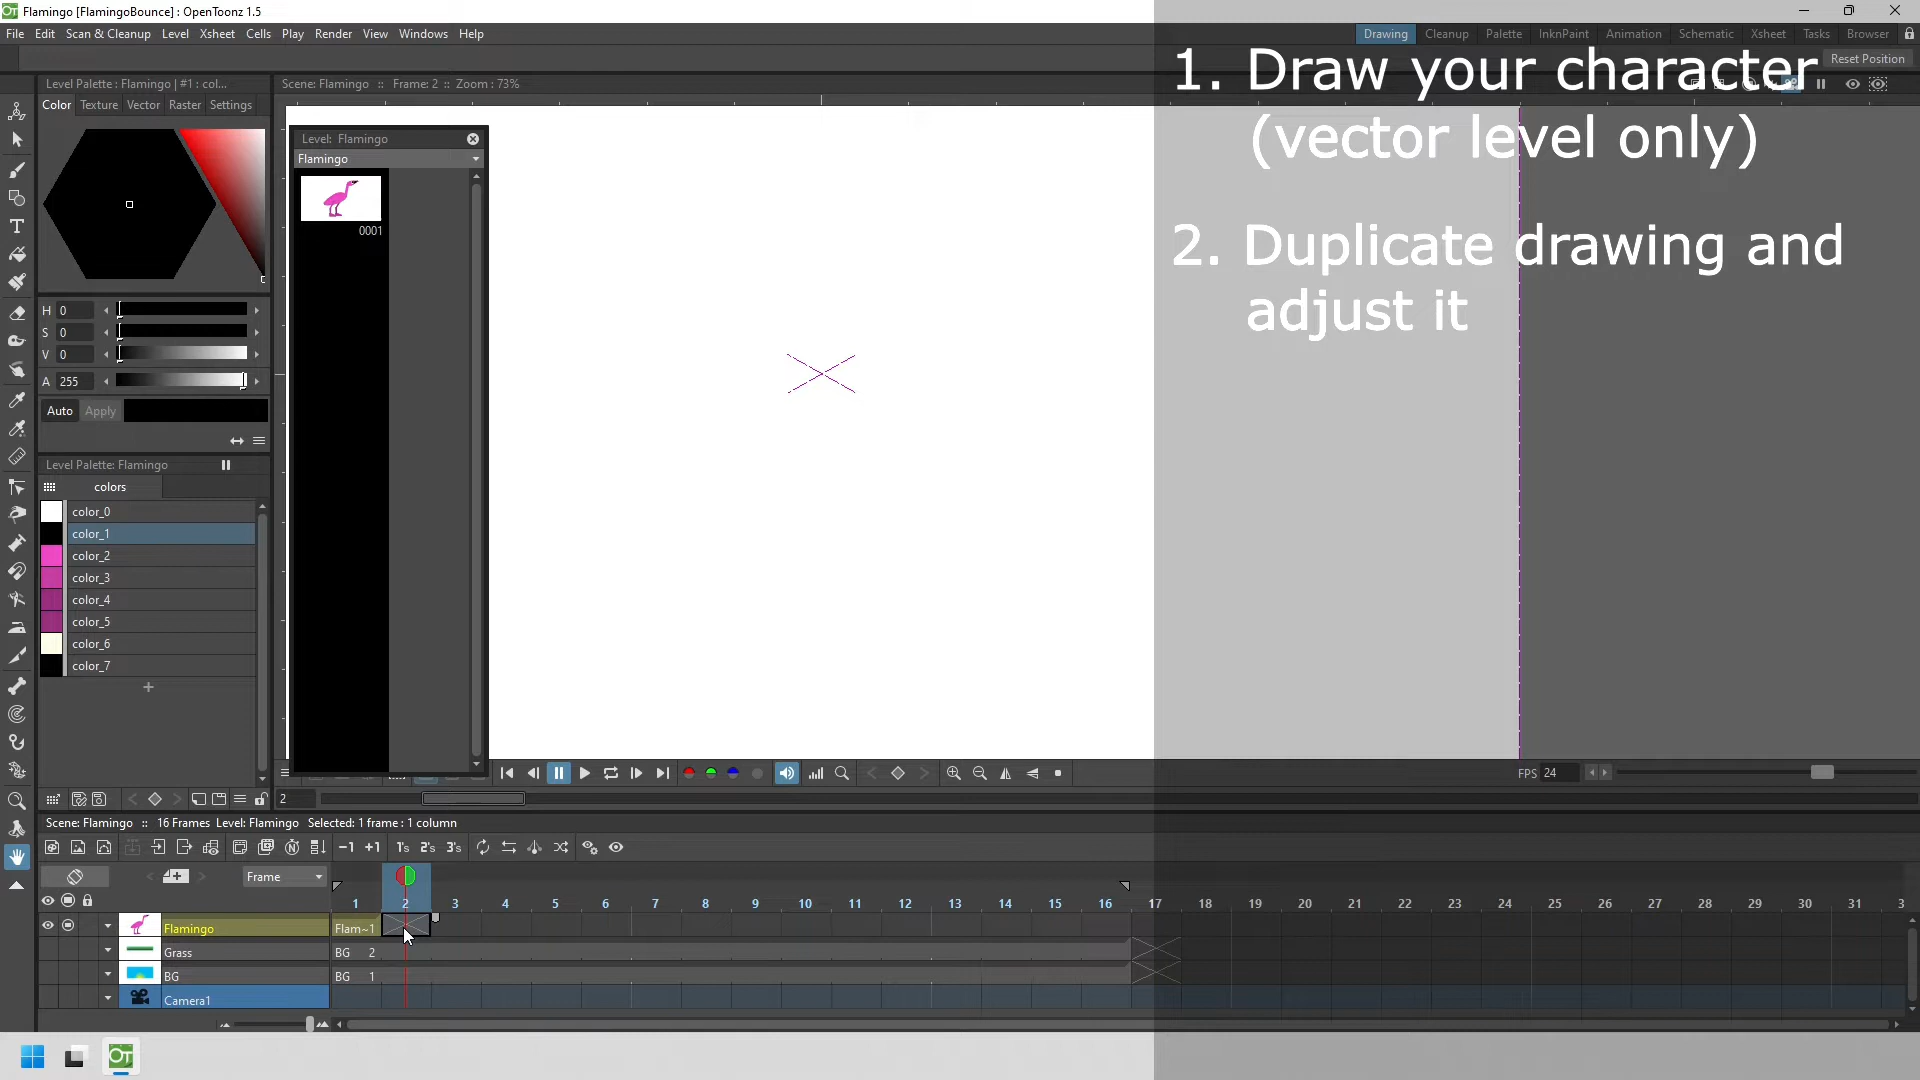 Flamingo [FlamingoBounce] : OpenToonz 1.5
File Edit Scan & Cleanup Level Xsheet Cells Play Render View Windows Help
Drawing Cleanup Palette InknPaint Animation Schematic Xsheet Tasks Browser
Reset Position
Level Palette : Flamingo | #1 : col...
Scene: Flamingo :: Frame: 2 :: Zoom : 73%
1. Draw your character
(vector level only)
2. Duplicate drawing and
adjust it
Color Texture Vector Raster Settings
Level: Flamingo
Flamingo
0001
H 0
S 0
V 0
A 255
Auto Apply
Level Palette: Flamingo
colors
color_0
color_1
color_2
color_3
color_4
color_5
color_6
color_7
+
FPS 24
2
Scene: Flamingo :: 16 Frames Level: Flamingo Selected: 1 frame : 1 column
-1 +1 1's 2's 3's
Frame
1 2 3 4 5 6 7 8 9 10 11 12 13 14 15 16 17 18 19 20 21 22 23 24 25 26 27 28 29 30 31 3
Flamingo Flam~1
Grass BG 2
BG BG 1
Camera1
OT